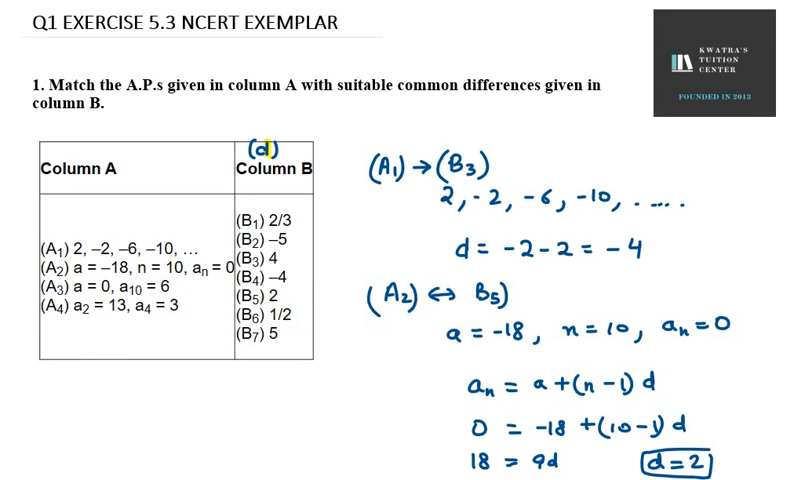 Q1 EXERCISE 5.3 NCERT EXEMPLAR
KWATRA'S
TUITION
CENTER
FOUNDED IN 2013
1. Match the A.P.s given in column A with suitable common differences given in
column B.
(d)
Column A
Column B
(A₁) 2, –2, –6, –10, …
(A₂) a = –18, n = 10, aₙ = 0
(A₃) a = 0, a₁₀ = 6
(A₄) a₂ = 13, a₄ = 3
(B₁) 2/3
(B₂) –5
(B₃) 4
(B₄) –4
(B₅) 2
(B₆) 1/2
(B₇) 5
(A₁) → (B₃)
2, -2, -6, -10, .....
d = -2 - 2 = -4
(A₂) ↔ B₅)
a = -18, n = 10, aₙ = 0
aₙ = a + (n - 1) d
0 = -18 + (10 - 1) d
18 = 9d d = 2